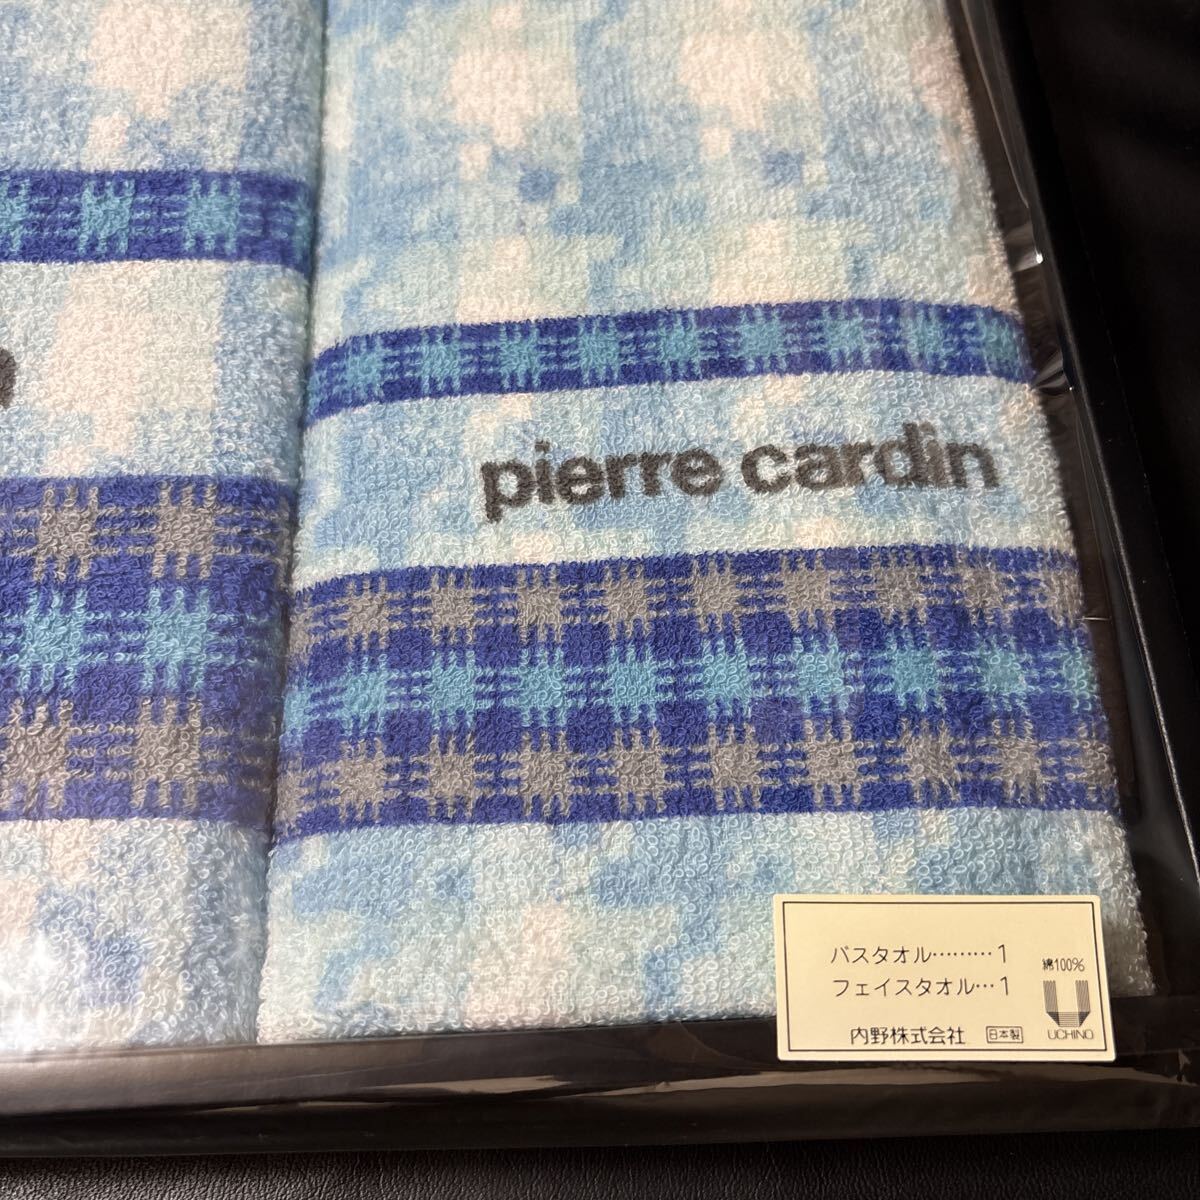 pierre cardin
バスタオル………1
フェイスタオル…1
綿100%
UCHINO
内野株式会社 日本製